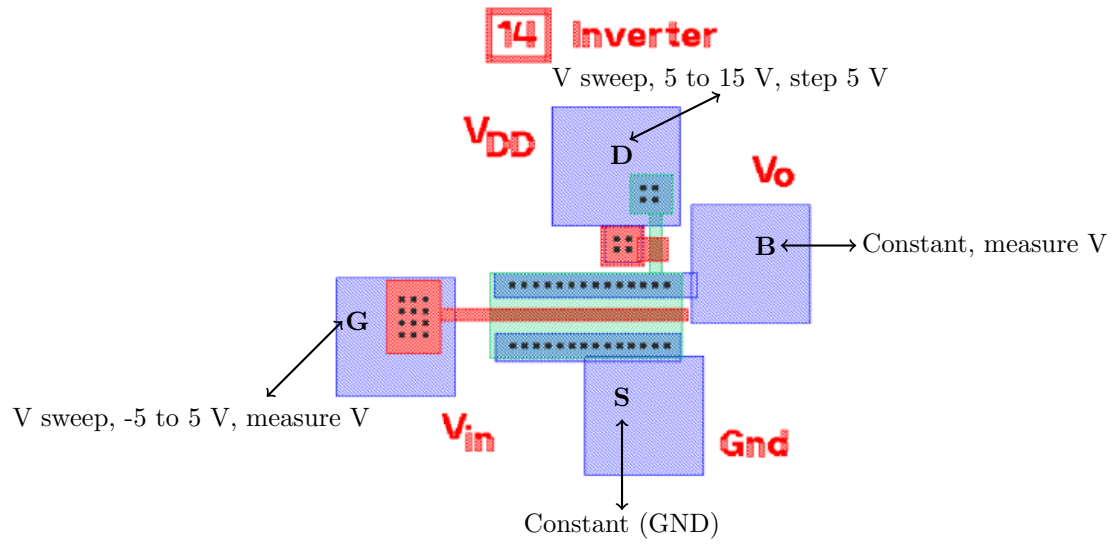 14 Inverter
V sweep, 5 to 15 V, step 5 V
VDD
D
Vo
B
Constant, measure V
G
V sweep, -5 to 5 V, measure V
S
Vin
Gnd
Constant (GND)